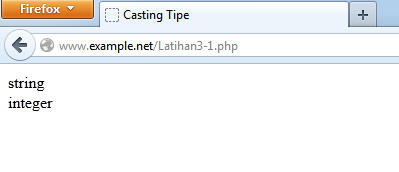 Firefox
Casting Tipe
www.example.net/Latihan3-1.php
string
integer